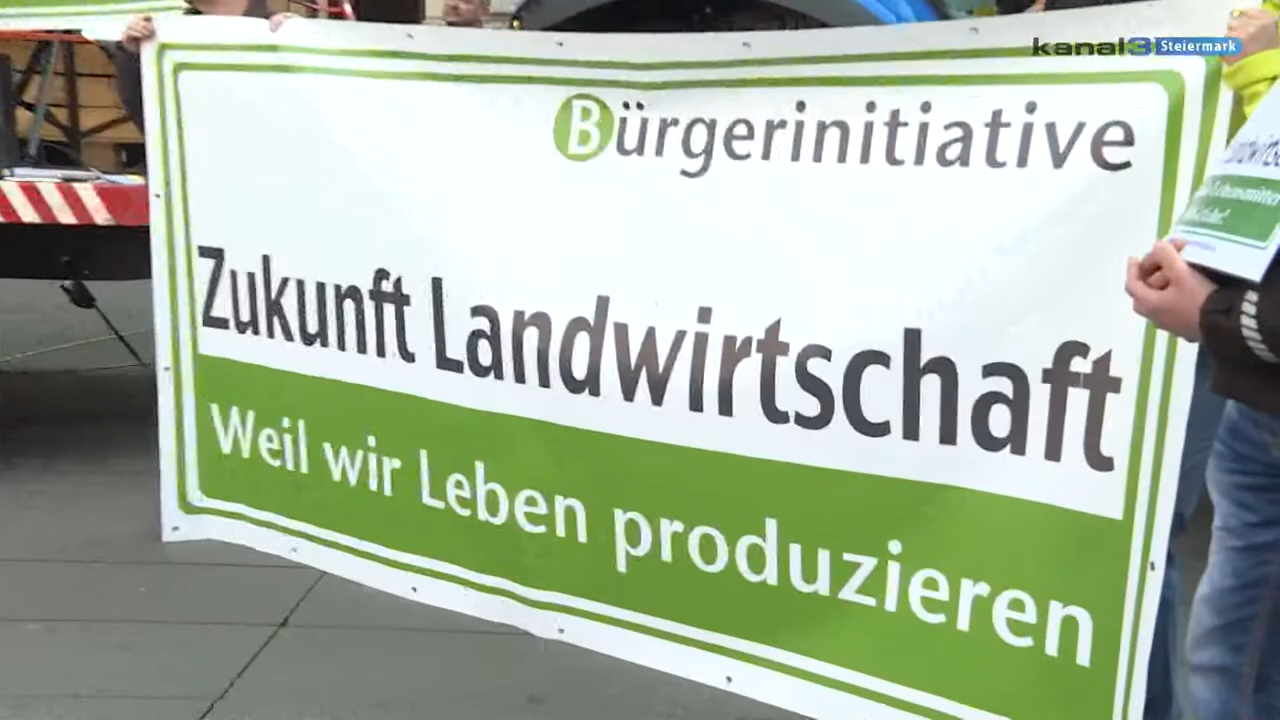 kanal3 Steiermark
Bürgerinitiative
Zukunft Landwirtschaft
Weil wir Leben produzieren